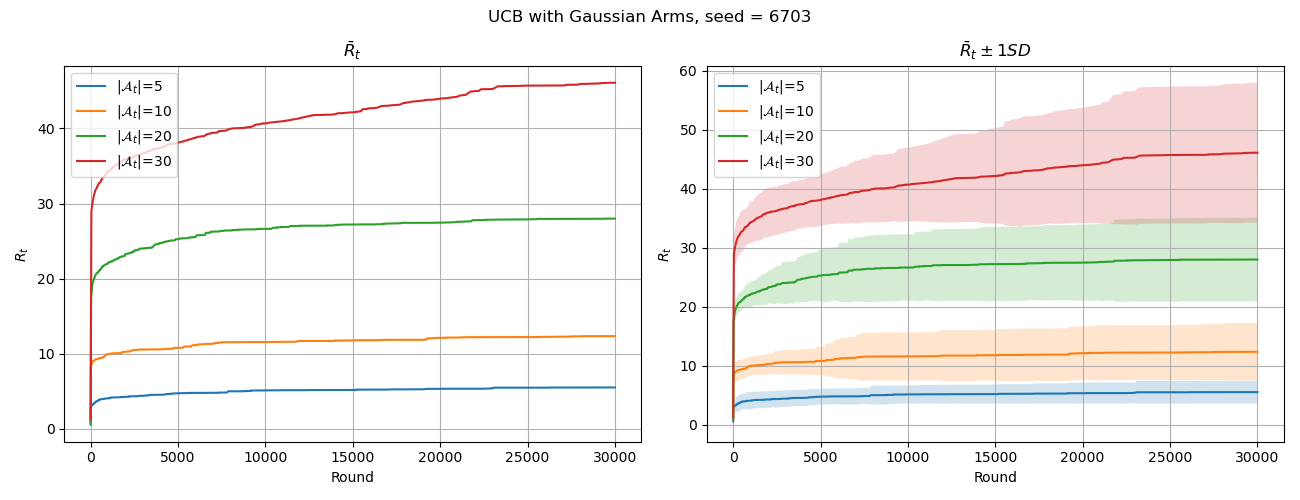 UCB with Gaussian Arms, seed = 6703
R̄ₜ
|𝒜ₜ|=5
|𝒜ₜ|=10
|𝒜ₜ|=20
|𝒜ₜ|=30
Rₜ
40
30
20
10
0
0 5000 10000 15000 20000 25000 30000
Round
R̄ₜ ± 1SD
|𝒜ₜ|=5
|𝒜ₜ|=10
|𝒜ₜ|=20
|𝒜ₜ|=30
Rₜ
60
50
40
30
20
10
0
0 5000 10000 15000 20000 25000 30000
Round